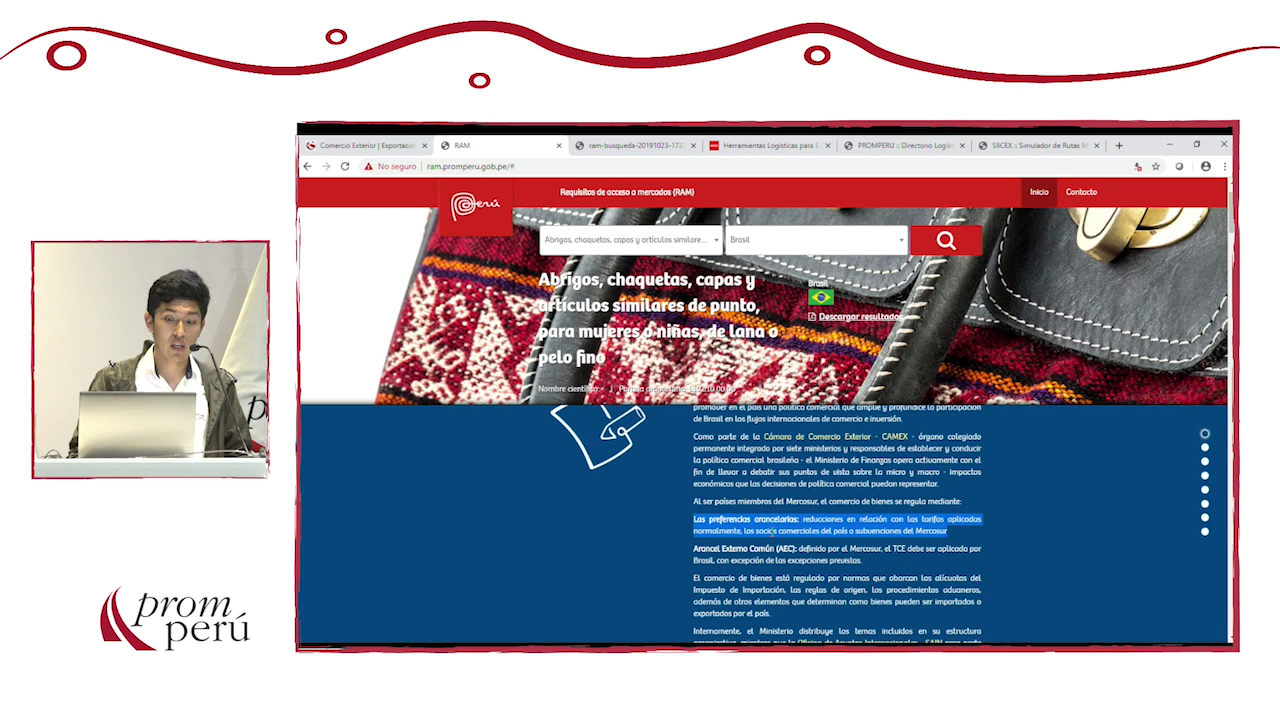 Comercio Exterior | Exportacio
RAM
ram-busqueda-20191023-173
Herramientas Logísticas para E
PROMPERU :: Directorio Logíst
SIICEX :: Simulador de Rutas M
No seguro | ram.promperu.gob.pe/#
Perú
Requisitos de acceso a mercados (RAM)
Inicio
Contacto
Abrigos, chaquetas, capas y artículos similare...
Brasil
Abrigos, chaquetas, capas y
artículos similares de punto,
para mujeres o niñas, de lana o
pelo fino
Brasil
Descargar resultados
Nombre científico: - |
promover en el país una política comercial que amplíe y profundice la participación
de Brasil en los flujos internacionales de comercio e inversión.
Como parte de la Cámara de Comercio Exterior - CAMEX - órgano colegiado
permanente integrado por siete ministerios y responsables de establecer y conducir
la política comercial brasileña - el Ministerio de Finanzas opera activamente con el
fin de llevar a debatir sus puntos de vista sobre la micro y macro - impactos
económicos que las decisiones de política comercial puedan representar.
Al ser países miembros del Mercosur, el comercio de bienes se regula mediante:
Las preferencias arancelarias: reducciones en relación con las tarifas aplicadas
normalmente, los socios comerciales del país o subvenciones del Mercosur
Arancel Externo Común (AEC): definido por el Mercosur, el TCE debe ser aplicada por
Brasil, con excepción de las excepciones previstas.
El comercio de bienes está regulado por normas que abarcan las alícuotas del
Impuesto de Importación, las reglas de origen, los procedimientos aduaneros,
además de otros elementos que determinan como bienes pueden ser importados o
exportados por el país.
Internamente, el Ministerio distribuye los temas incluidos en su estructura
prom
perú